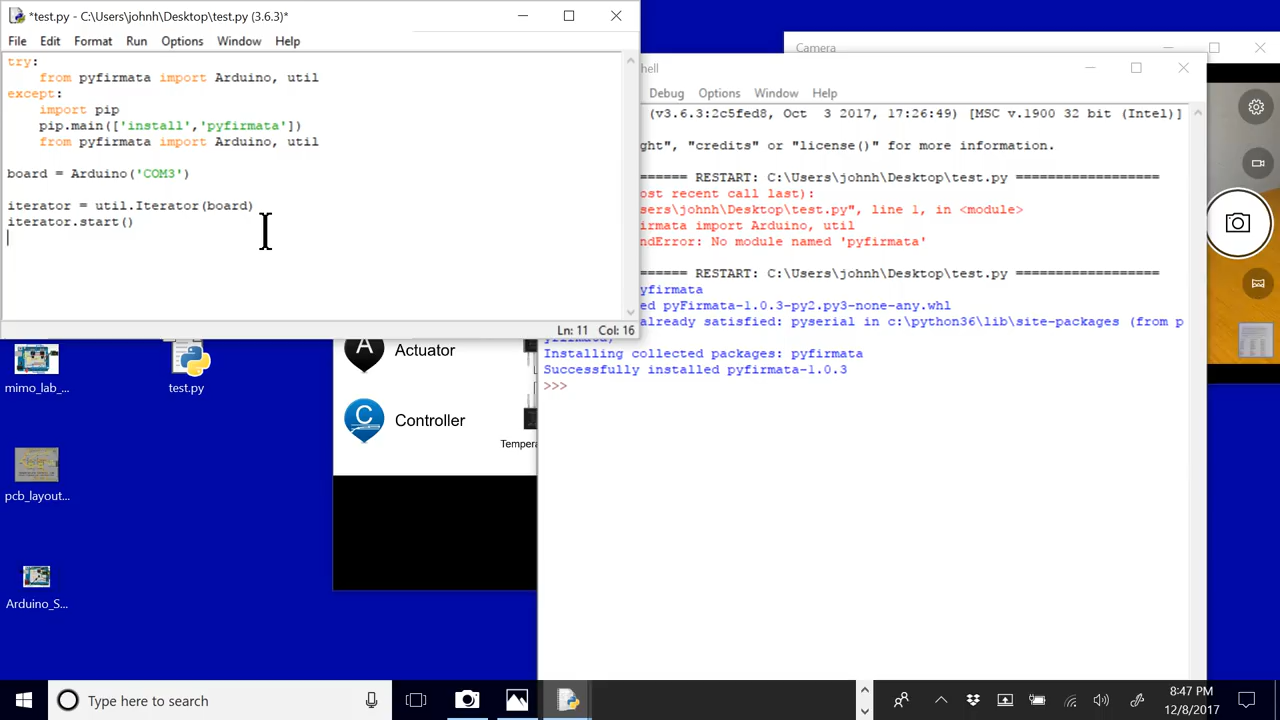 *test.py - C:\Users\johnh\Desktop\test.py (3.6.3)*
File Edit Format Run Options Window Help
try:
    from pyfirmata import Arduino, util
except:
    import pip
    pip.main(['install','pyfirmata'])
    from pyfirmata import Arduino, util
board = Arduino('COM3')
iterator = util.Iterator(board)
iterator.start()
Ln: 11 Col: 16
Camera
hell
Debug Options Window Help
(v3.6.3:2c5fed8, Oct  3 2017, 17:26:49) [MSC v.1900 32 bit (Intel)]
ght", "credits" or "license()" for more information.
====== RESTART: C:\Users\johnh\Desktop\test.py ==================
ost recent call last):
sers\johnh\Desktop\test.py", line 1, in <module>
irmata import Arduino, util
ndError: No module named 'pyfirmata'
====== RESTART: C:\Users\johnh\Desktop\test.py ==================
yfirmata
ed pyFirmata-1.0.3-py2.py3-none-any.whl
already satisfied: pyserial in c:\python36\lib\site-packages (from p
Installing collected packages: pyfirmata
Successfully installed pyfirmata-1.0.3
>>>
A Actuator
C Controller
Tempera
mimo_lab_...
test.py
pcb_layout...
Arduino_S...
Type here to search
8:47 PM
12/8/2017